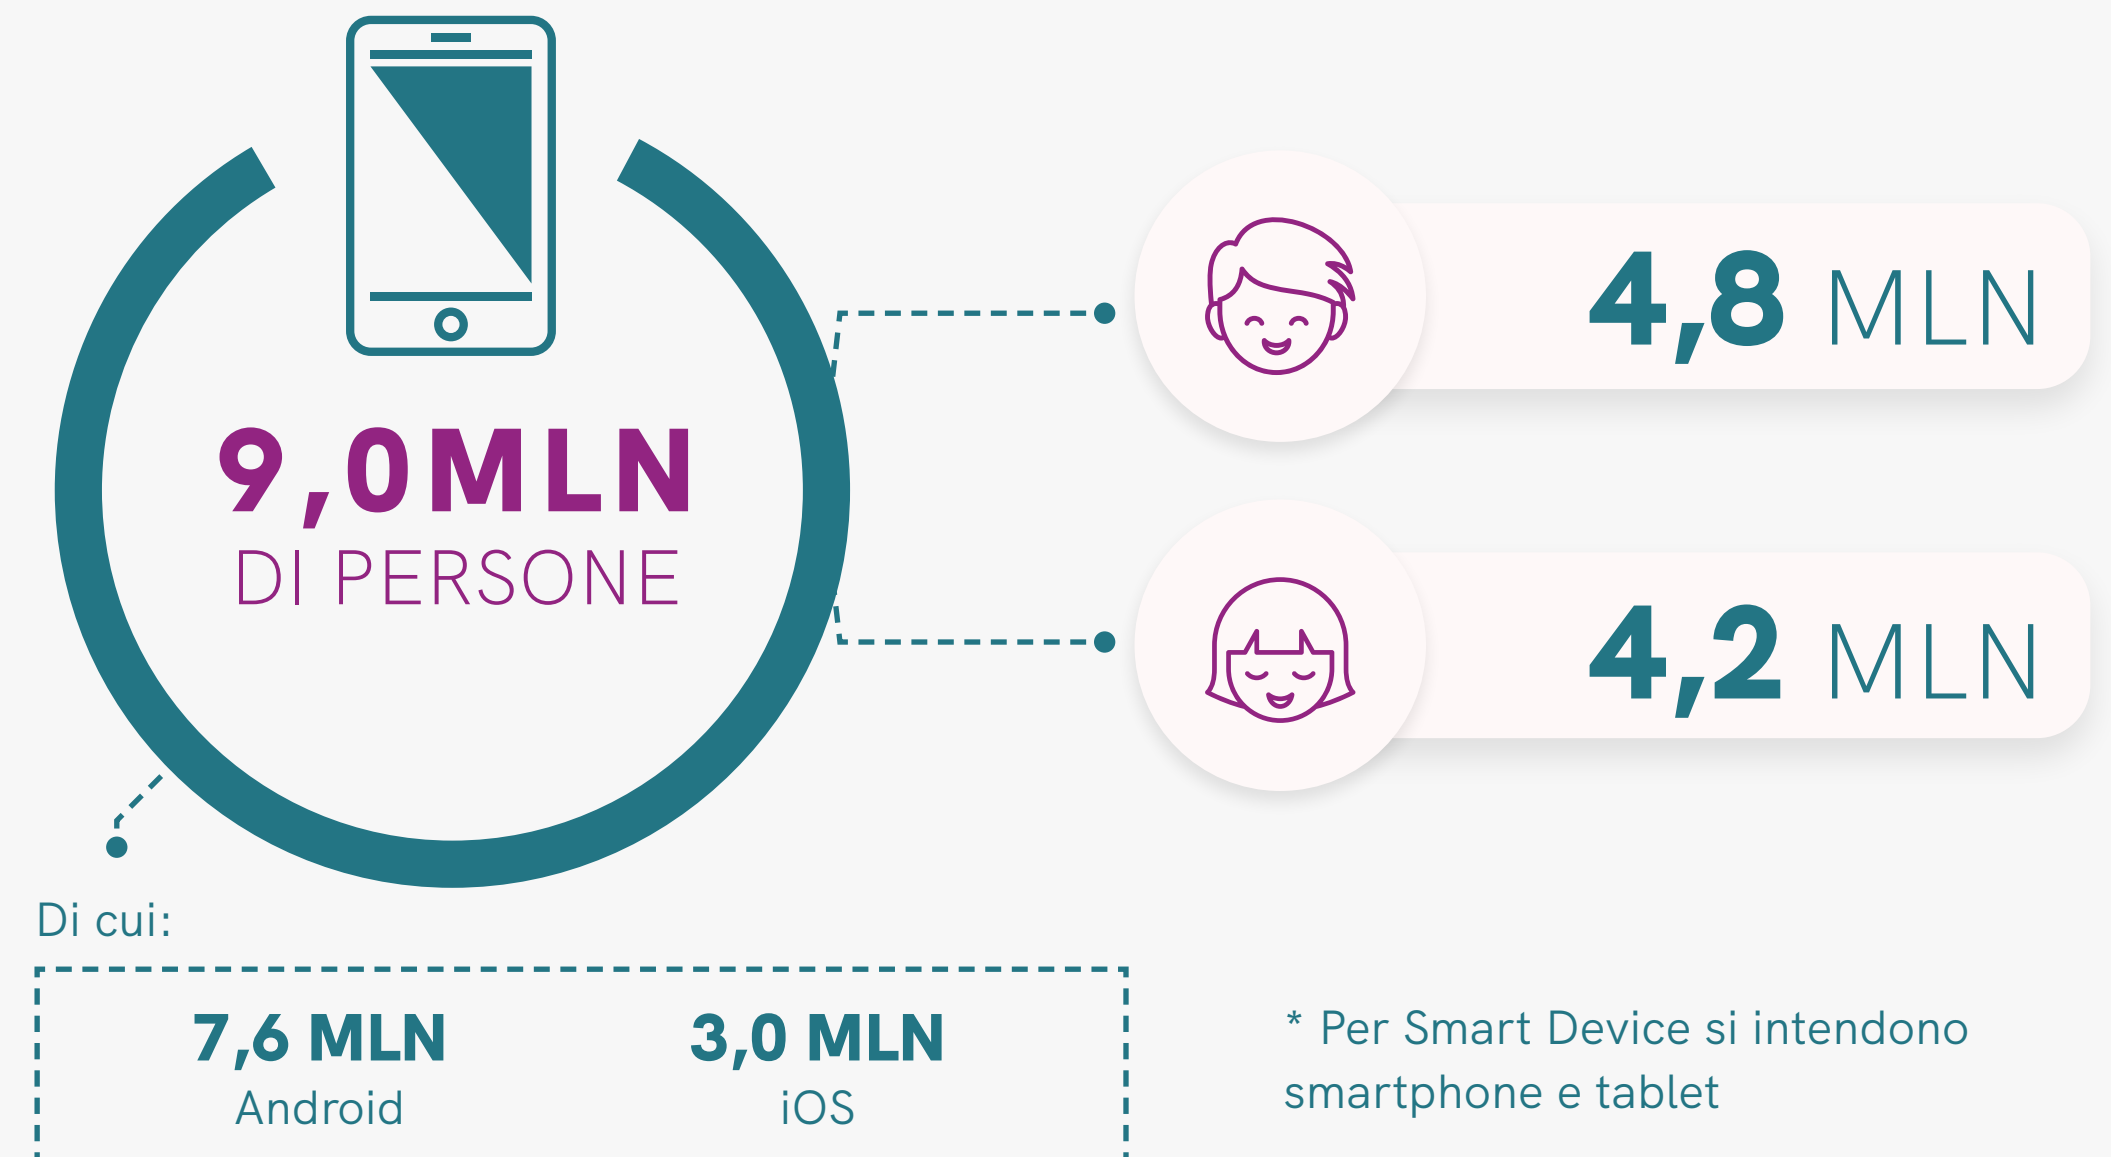 9,0MLN
DI PERSONE
4,8 MLN
4,2 MLN
Di cui:
7,6 MLN
Android
3,0 MLN
iOS
* Per Smart Device si intendono
smartphone e tablet